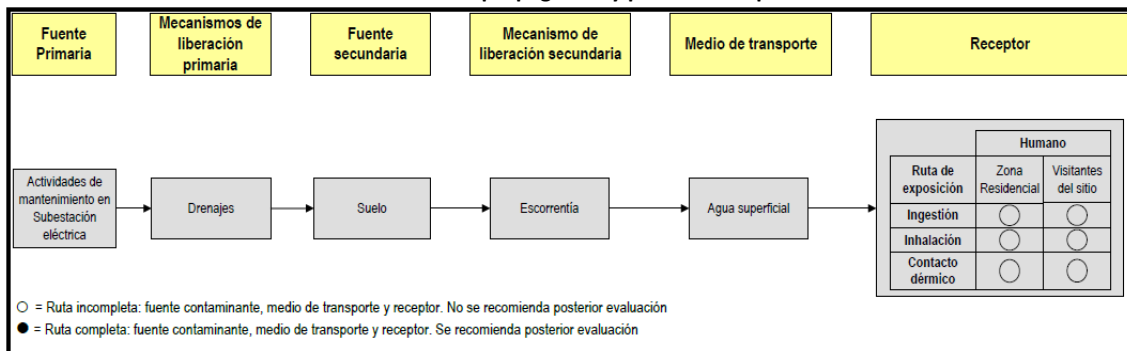 Fuente
Primaria
Mecanismos de
liberación
primaria
Fuente
secundaria
Mecanismo de
liberación secundaria
Medio de transporte
Receptor
Actividades de
mantenimiento en
Subestación
eléctrica
Drenajes
Suelo
Escorrentía
Agua superficial
Humano
Ruta de
exposición
Zona
Residencial
Visitantes
del sitio
Ingestión
Inhalación
Contacto
dérmico
= Ruta incompleta: fuente contaminante, medio de transporte y receptor. No se recomienda posterior evaluación
= Ruta completa: fuente contaminante, medio de transporte y receptor. Se recomienda posterior evaluación